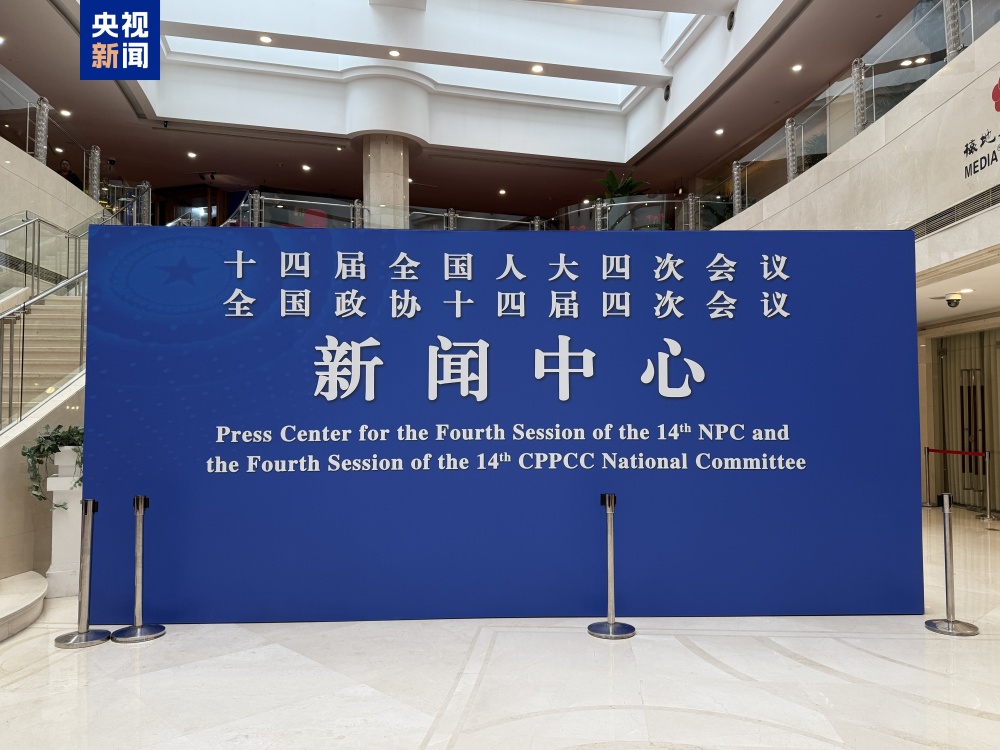 央视
新闻
十四届全国人大四次会议
全国政协十四届四次会议
新闻中心
Press Center for the Fourth Session of the 14th NPC and
the Fourth Session of the 14th CPPCC National Committee
MEDIA